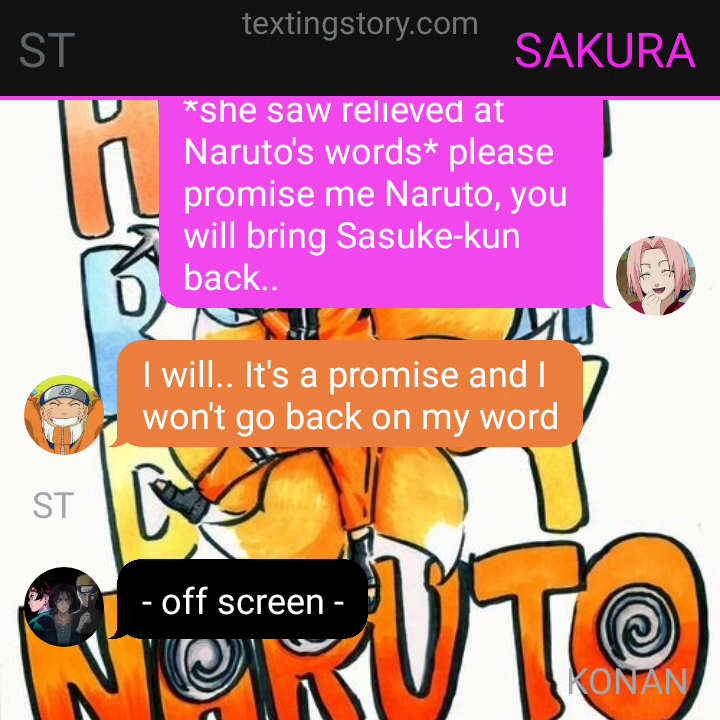 textingstory.com
ST
SAKURA
*she saw relieved at
Naruto's words* please
promise me Naruto, you
will bring Sasuke-kun
back..
I will.. It's a promise and I
won't go back on my word
ST
- off screen -
NARUTO
KONAN